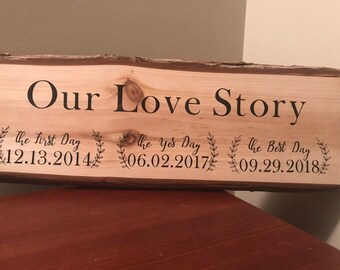 Our Love Story
the First Day the Yes Day the Best Day
12.13.2014 06.02.2017 09.29.2018